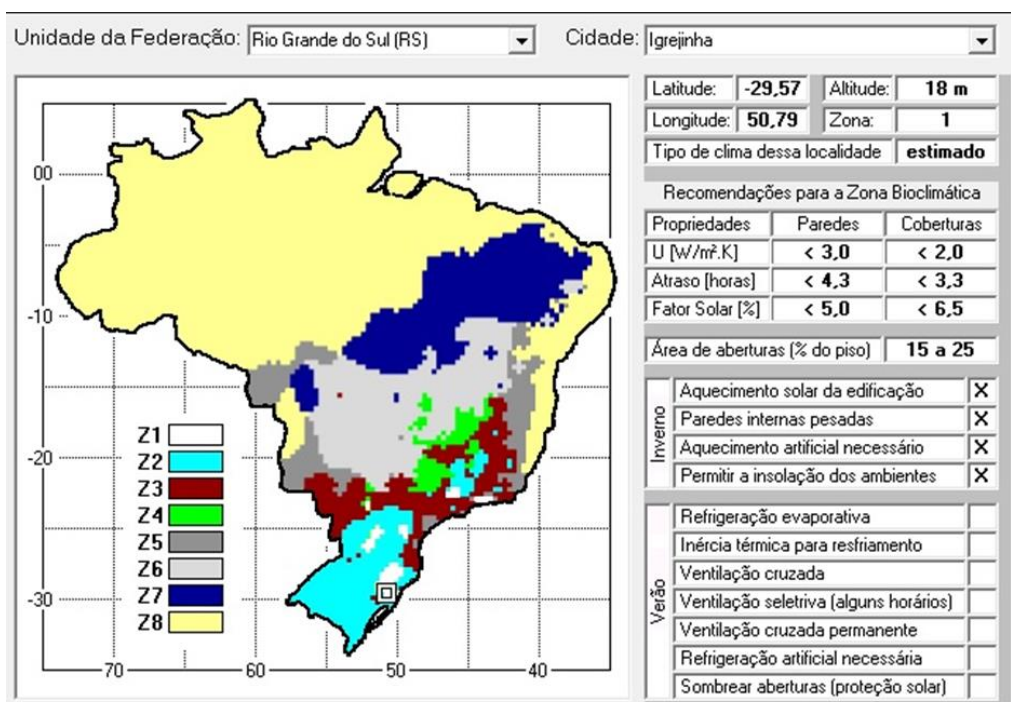 Unidade da Federação: Rio Grande do Sul (RS) Cidade: Igrejinha
Latitude: -29,57 Altitude: 18 m
Longitude: 50,79 Zona: 1
Tipo de clima dessa localidade estimado
Recomendações para a Zona Bioclimática
Propriedades Paredes Coberturas
U [W/m².K] < 3,0 < 2,0
Atraso [horas] < 4,3 < 3,3
Fator Solar [%] < 5,0 < 6,5
Área de aberturas (% do piso) 15 a 25
Inverno
Aquecimento solar da edificação X
Paredes internas pesadas X
Aquecimento artificial necessário X
Permitir a insolação dos ambientes X
Verão
Refrigeração evaporativa
Inércia térmica para resfriamento
Ventilação cruzada
Ventilação seletriva (alguns horários)
Ventilação cruzada permanente
Refrigeração artificial necessária
Sombrear aberturas (proteção solar)
00
-10
-20
-30
Z1
Z2
Z3
Z4
Z5
Z6
Z7
Z8
70 60 50 40